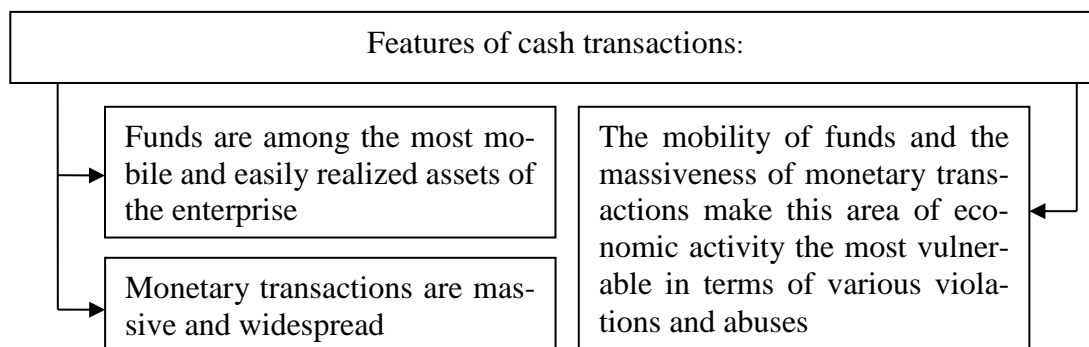 Features of cash transactions:
Funds are among the most mo-
bile and easily realized assets of
the enterprise
Monetary transactions are mas-
sive and widespread
The mobility of funds and the
massiveness of monetary trans-
actions make this area of eco-
nomic activity the most vulner-
able in terms of various viola-
tions and abuses